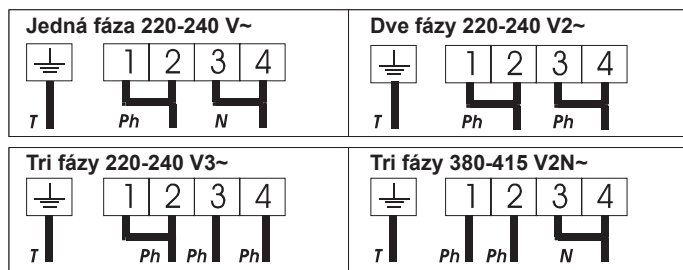 Jedná fáza 220-240 V~
1 2 3 4
T Ph N
Dve fázy 220-240 V2~
1 2 3 4
T Ph Ph
Tri fázy 220-240 V3~
1 2 3 4
T Ph Ph Ph
Tri fázy 380-415 V2N~
1 2 3 4
T Ph Ph N